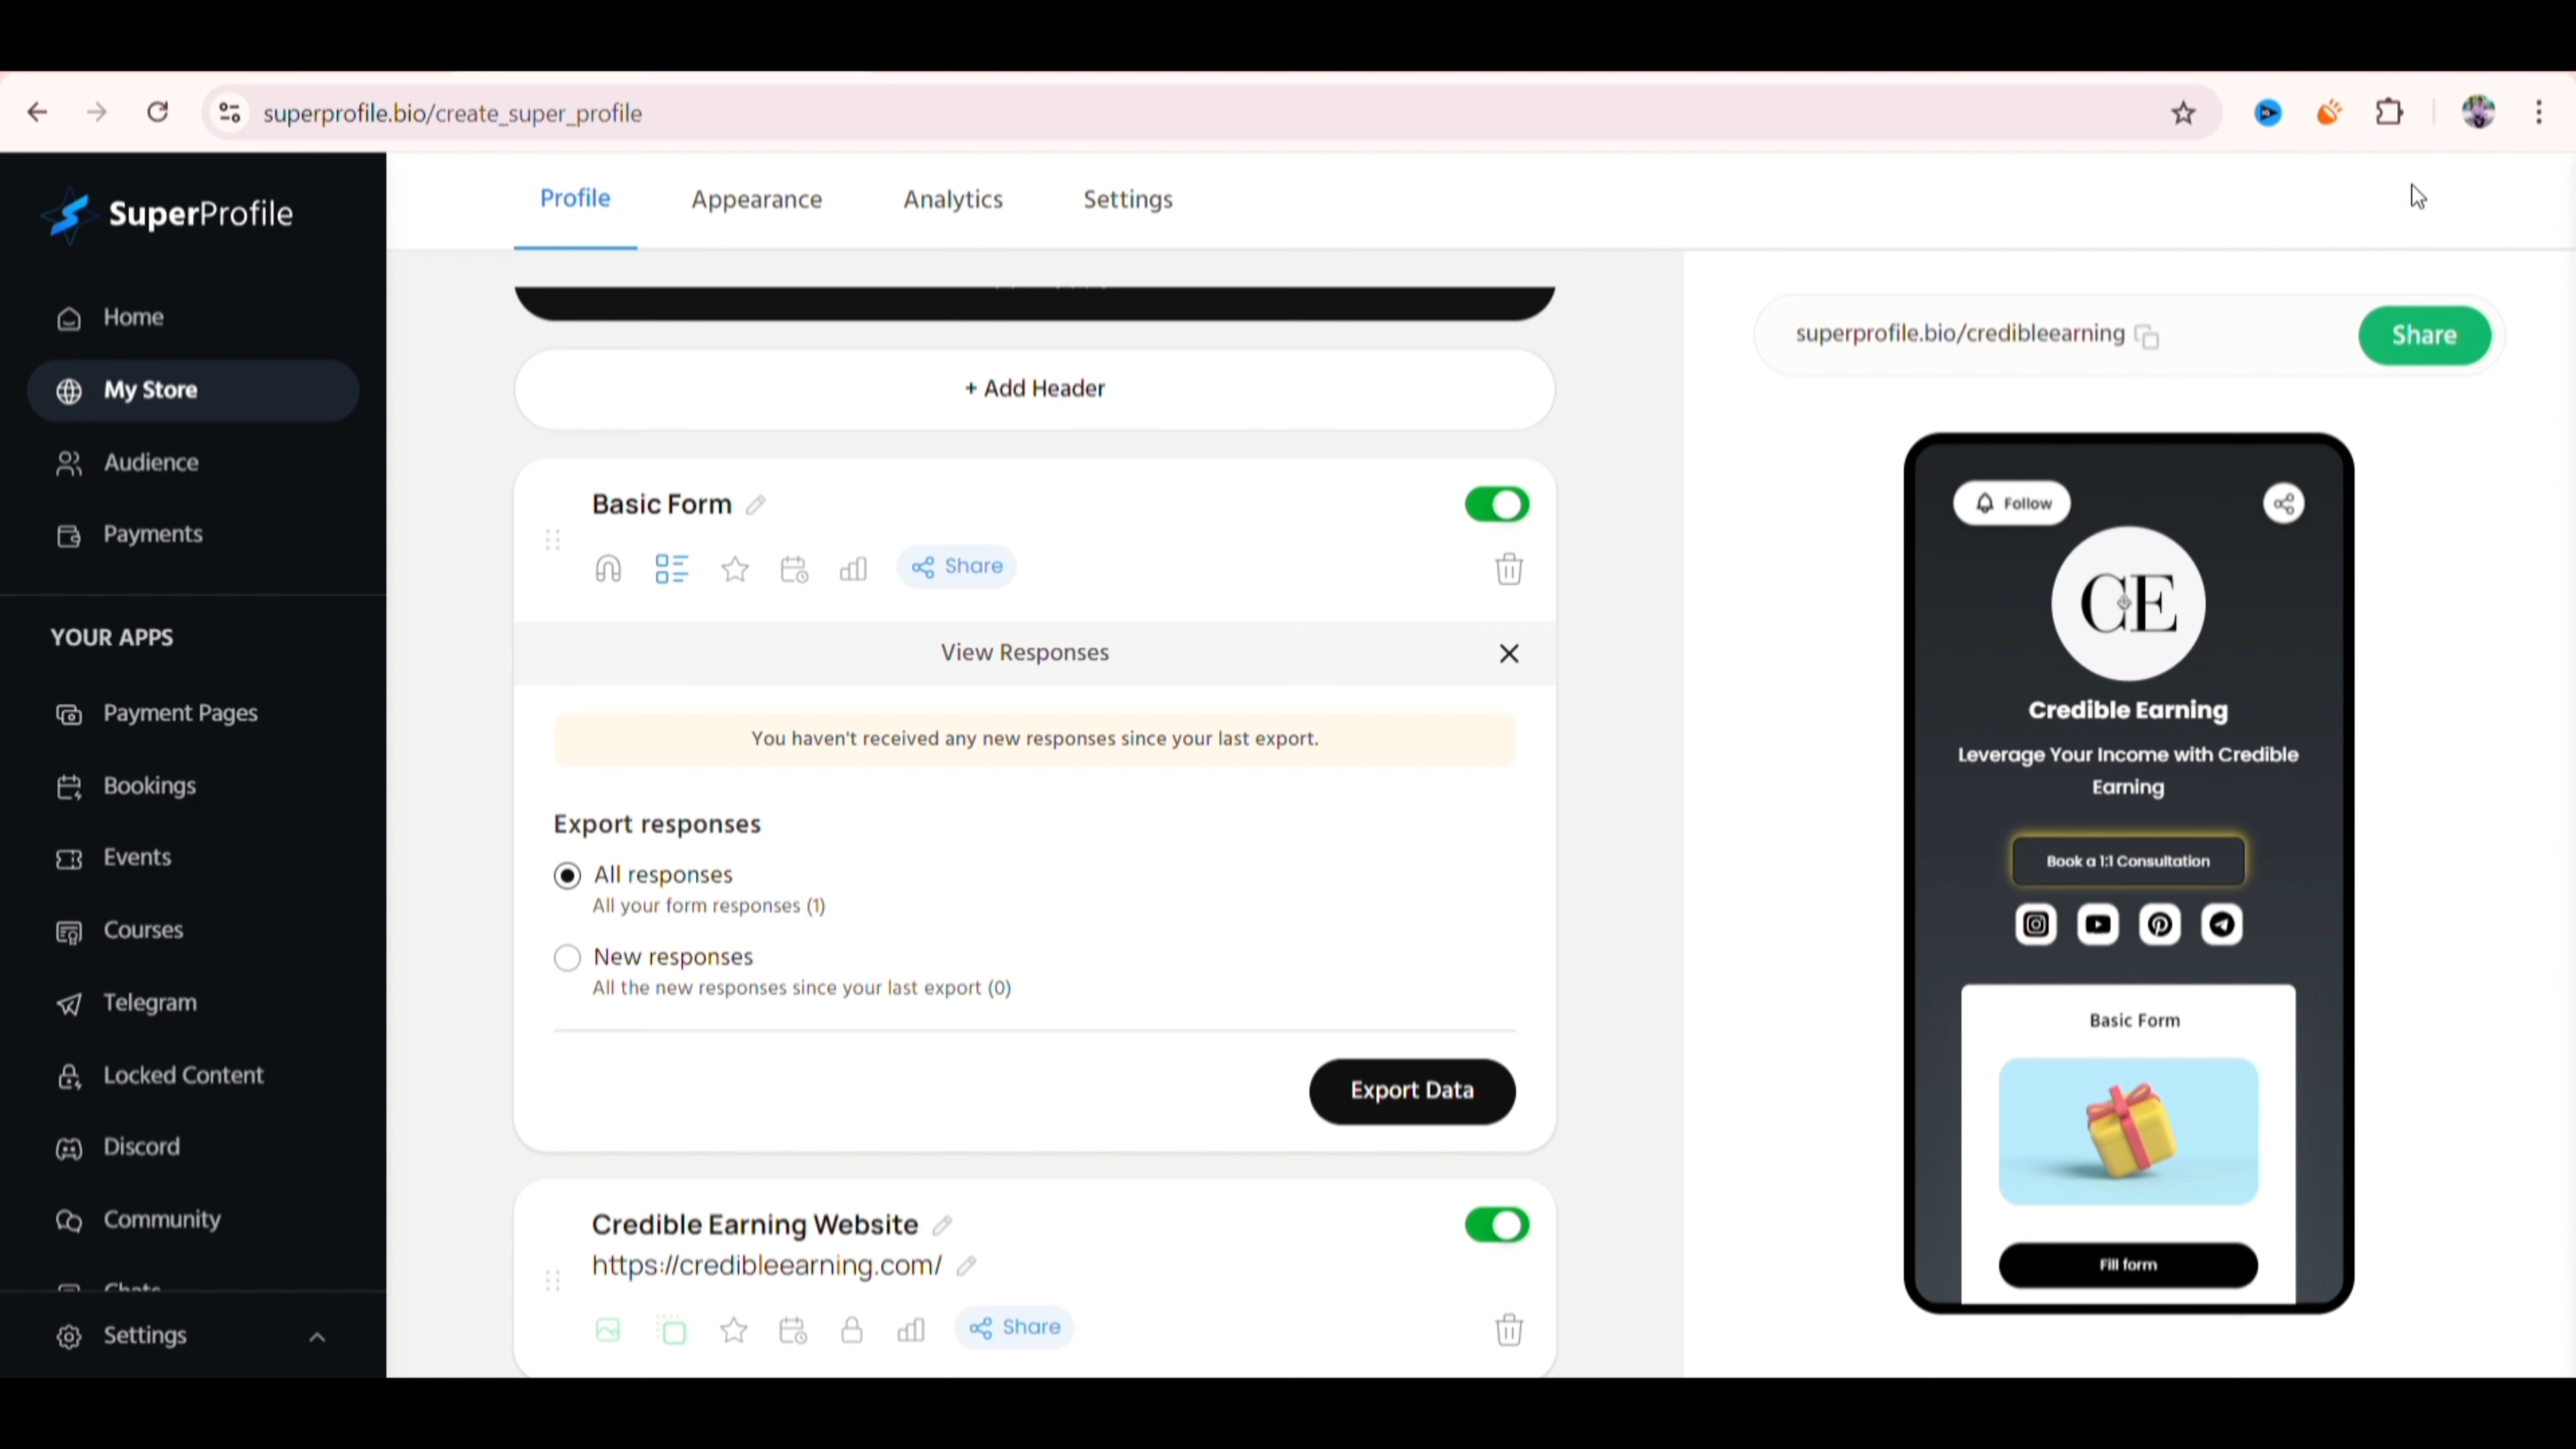 superprofile.bio/create_super_profile
SuperProfile
Home
My Store
Audience
Payments
YOUR APPS
Payment Pages
Bookings
Events
Courses
Telegram
Locked Content
Discord
Community
Chats
Settings
Profile
Appearance
Analytics
Settings
+ Add Header
Basic Form
Share
View Responses
You haven't received any new responses since your last export.
Export responses
All responses
All your form responses (1)
New responses
All the new responses since your last export (0)
Export Data
Credible Earning Website
https://credibleearning.com/
Share
superprofile.bio/credibleearning
Share
Follow
CE
Credible Earning
Leverage Your Income with Credible
Earning
Book a 1:1 Consultation
Basic Form
Fill form